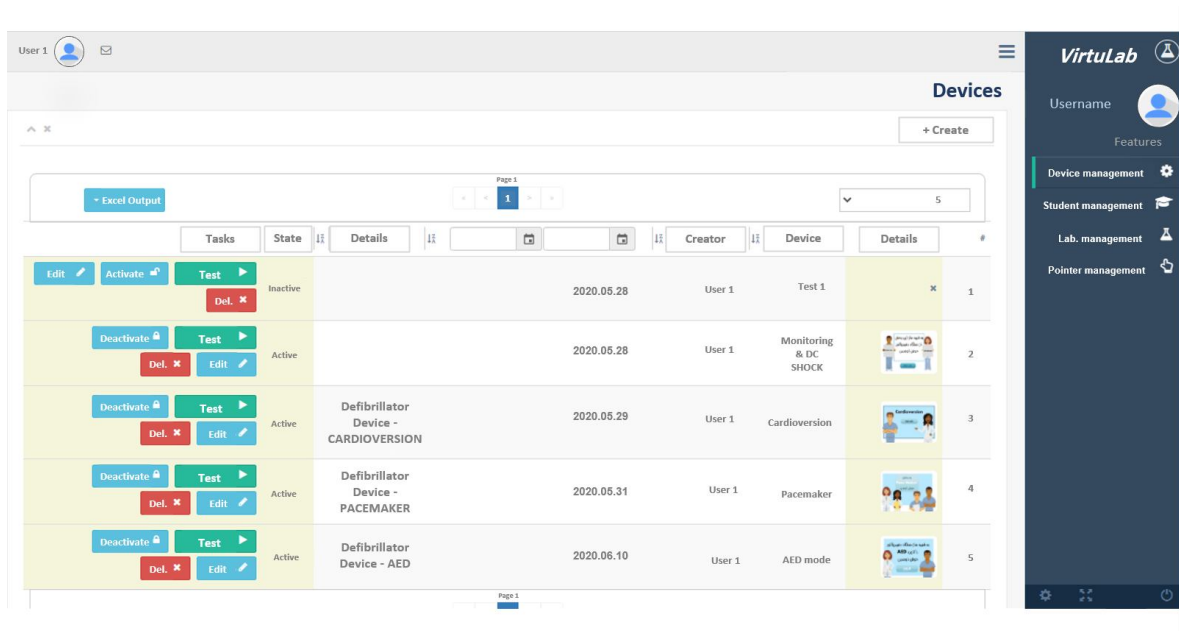 User 1
VirtuLab
Devices
Username
+ Create
Features
Device management
Student management
Lab. management
Pointer management
Page 1
Excel Output
« < 1 > »
5
Tasks State Details Creator Device Details #
Edit Activate Test Del. Inactive 2020.05.28 User 1 Test 1 1
Deactivate Test Del. Edit Active 2020.05.28 User 1 Monitoring & DC SHOCK 2
Deactivate Test Del. Edit Active Defibrillator Device - CARDIOVERSION 2020.05.29 User 1 Cardioversion Cardioversion 3
Deactivate Test Del. Edit Active Defibrillator Device - PACEMAKER 2020.05.31 User 1 Pacemaker 4
Deactivate Test Del. Edit Active Defibrillator Device - AED 2020.06.10 User 1 AED mode AED 5
Page 1